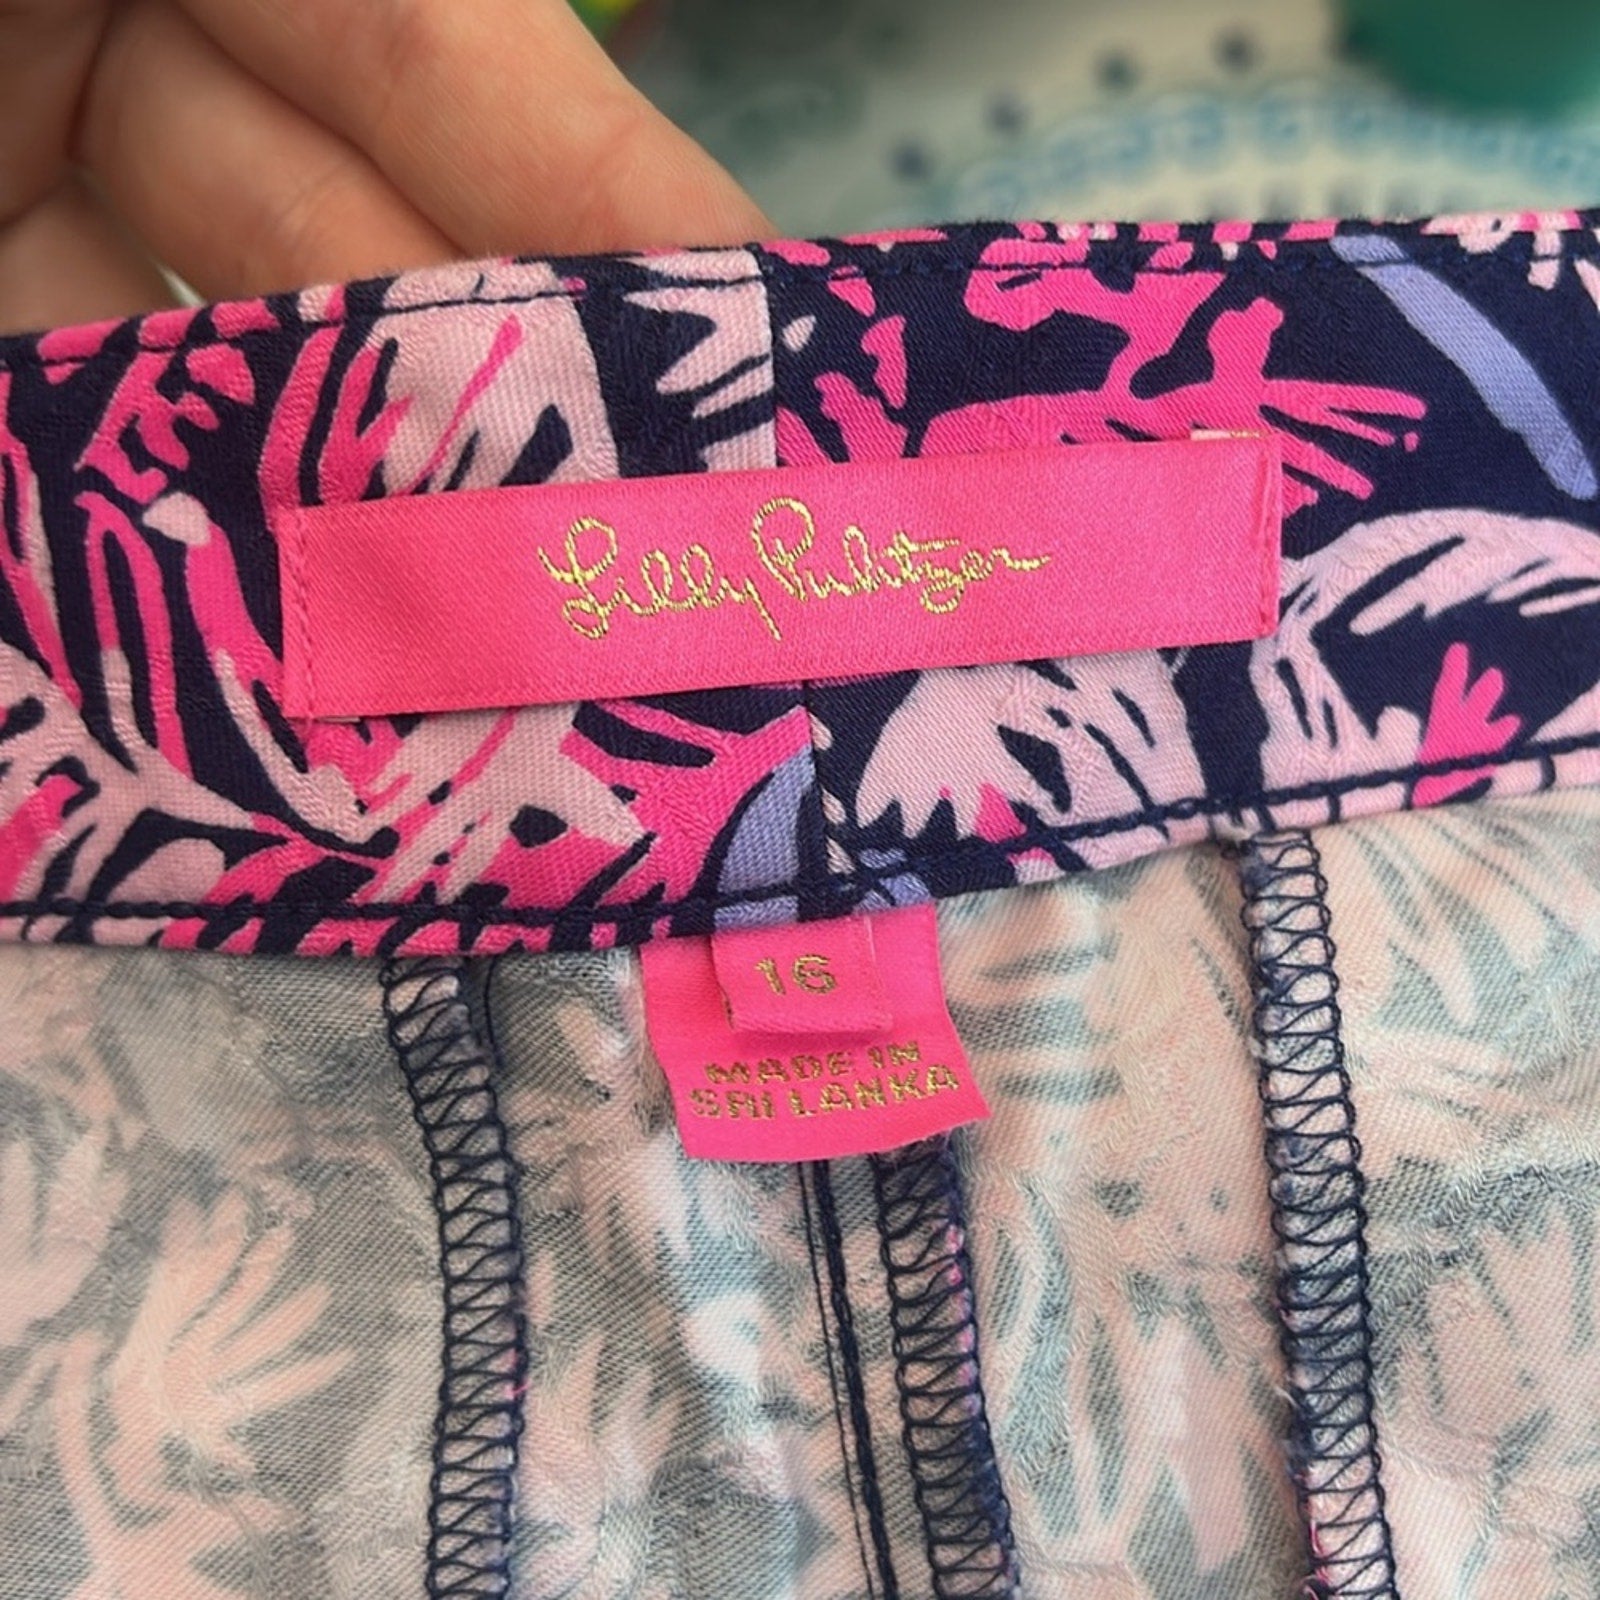 Lilly Pulitzer
16
MADE IN
SRI LANKA